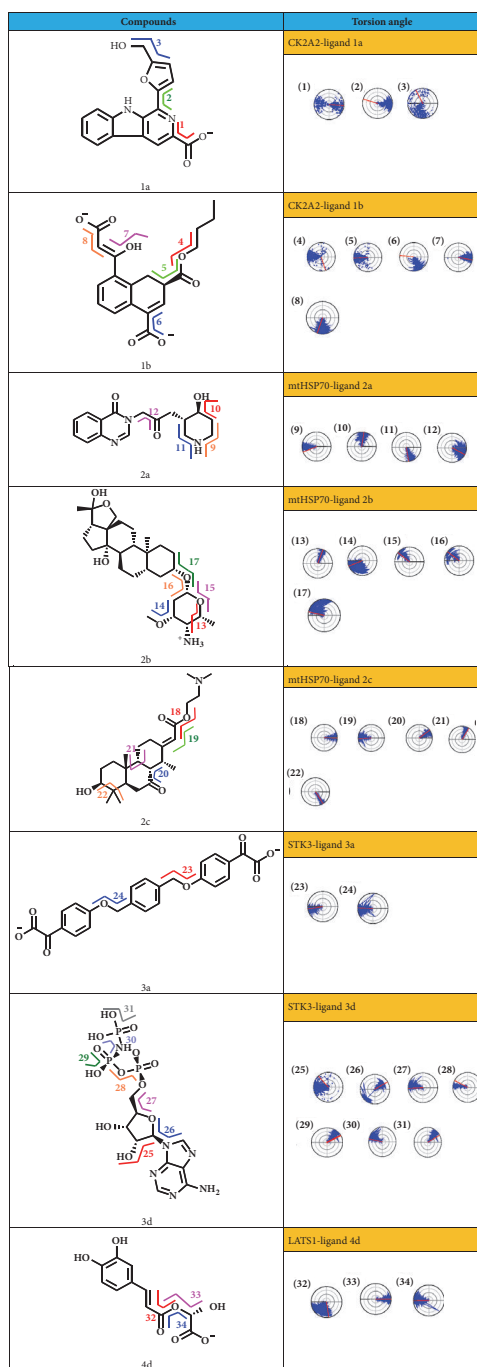 Compounds
Torsion angle
CK2A2-ligand 1a
HO
3
O
2
H
N
N
1
O
O
1a
(1) (2) (3)
CK2A2-ligand 1b
O
O
7
8
OH
4
O
5
O
6
O
O
1b
(4) (5) (6) (7)
(8)
mtHSP70-ligand 2a
O
OH
10
N
12
O
N
11
N
H
9
2a
(9) (10) (11) (12)
mtHSP70-ligand 2b
OH
O
HO
17
O
16
15
O
14
O
13
+NH3
2b
(13) (14) (15) (16)
(17)
mtHSP70-ligand 2c
N
O
18
O
19
21
20
HO
22
O
2c
(18) (19) (20) (21)
(22)
STK3-ligand 3a
O
O
23
O
O
24
O
O
O
O
3a
(23) (24)
STK3-ligand 3d
31
HO
HO P O
30
O NH HO
29 P P O
HO O
28
O
27
HO
O
26
HO
25
N
N
N
N
NH2
3d
(25) (26) (27) (28)
(29) (30) (31)
LATS1-ligand 4d
OH
HO
33
O
OH
32
O
34
O
O
4d
(32) (33) (34)